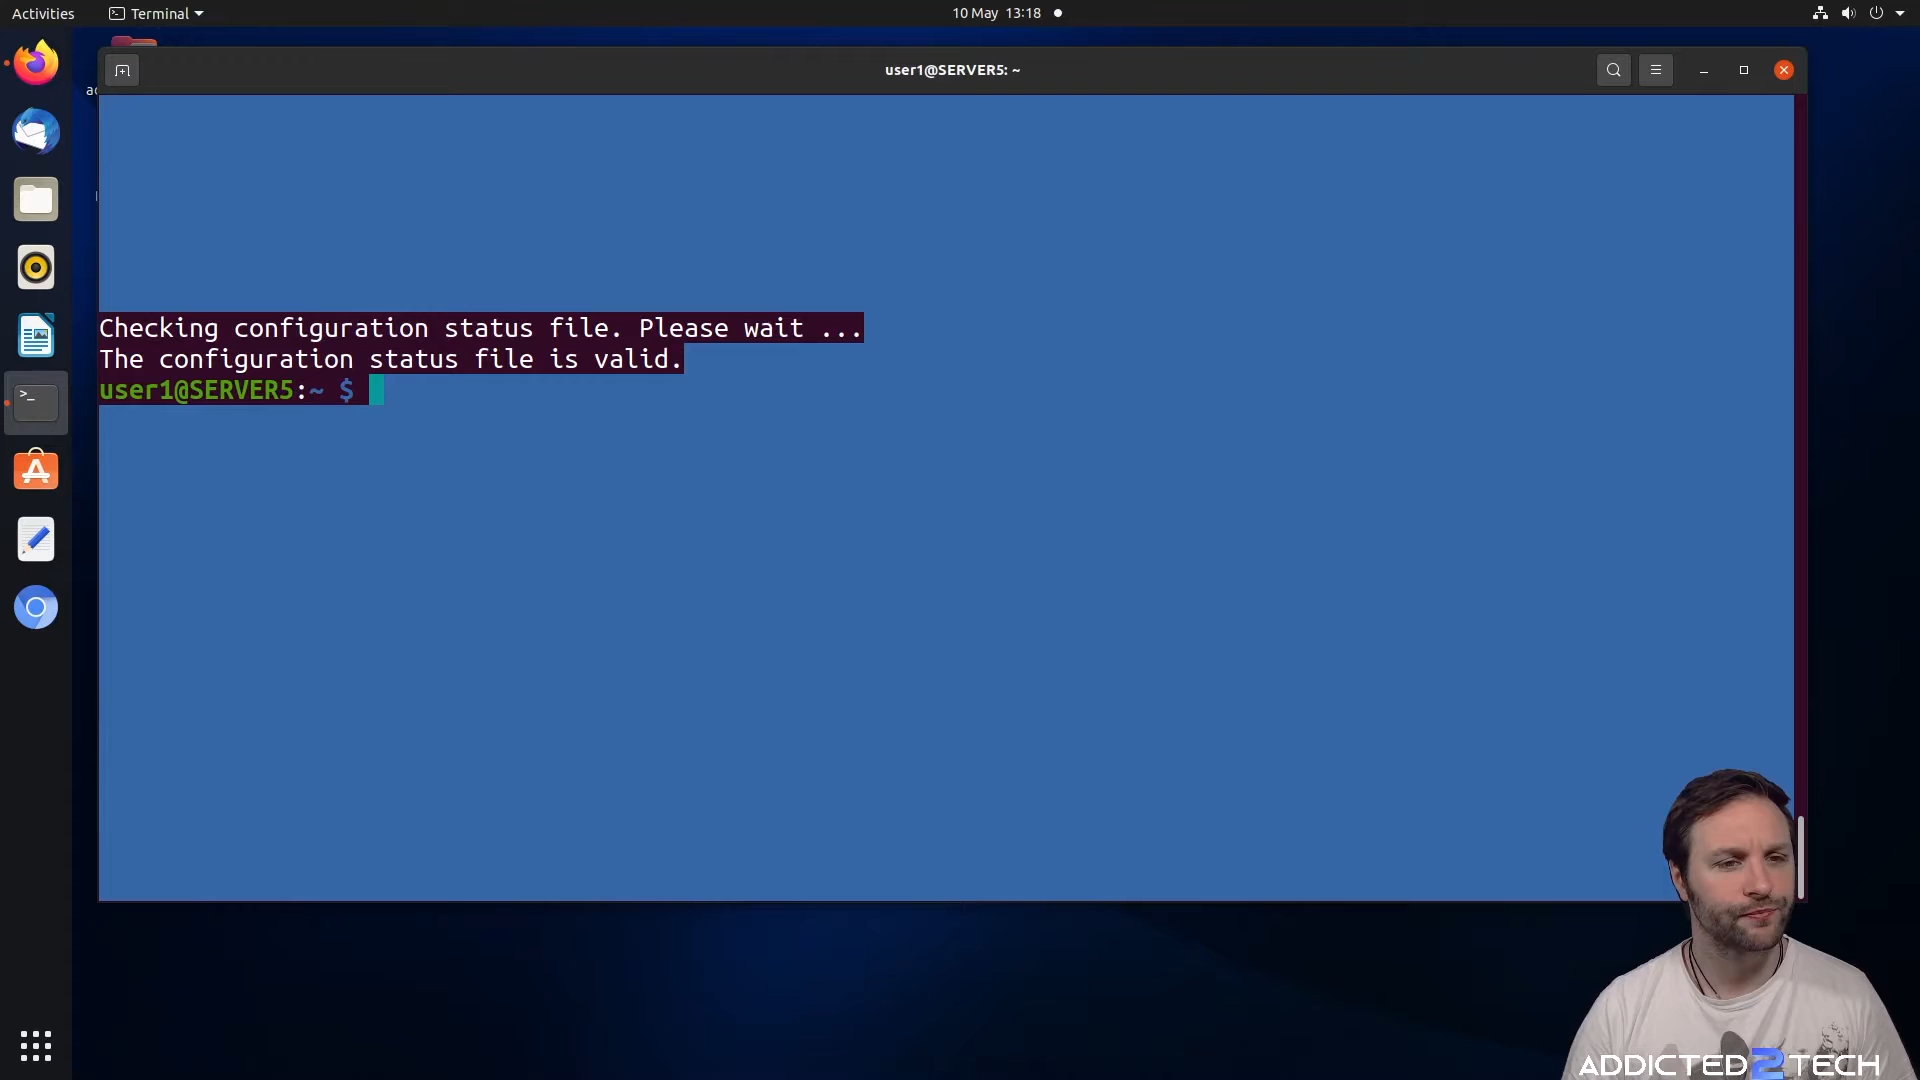 Activities
Terminal
10 May 13:18
user1@SERVER5: ~
Checking configuration status file. Please wait ...
The configuration status file is valid.
user1@SERVER5:~ $
ADDICTED2TECH